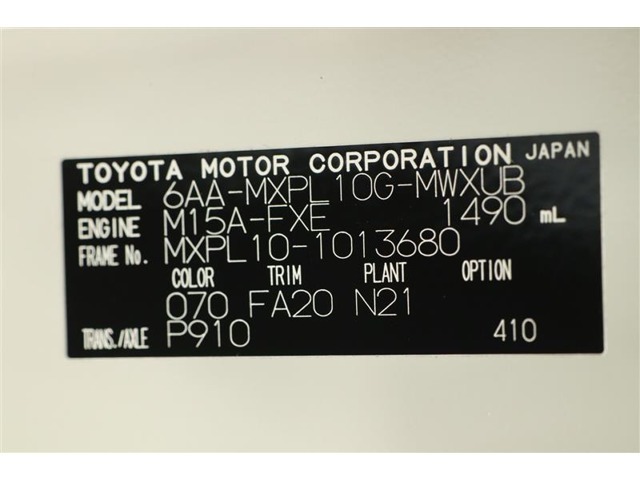 TOYOTA MOTOR CORPORATION JAPAN
MODEL 6AA-MXPL10G-MWXUB
ENGINE M15A-FXE 1490 mL
FRAME No. MXPL10-1013680
COLOR TRIM PLANT OPTION
070 FA20 N21
TRANS./AXLE P910 410